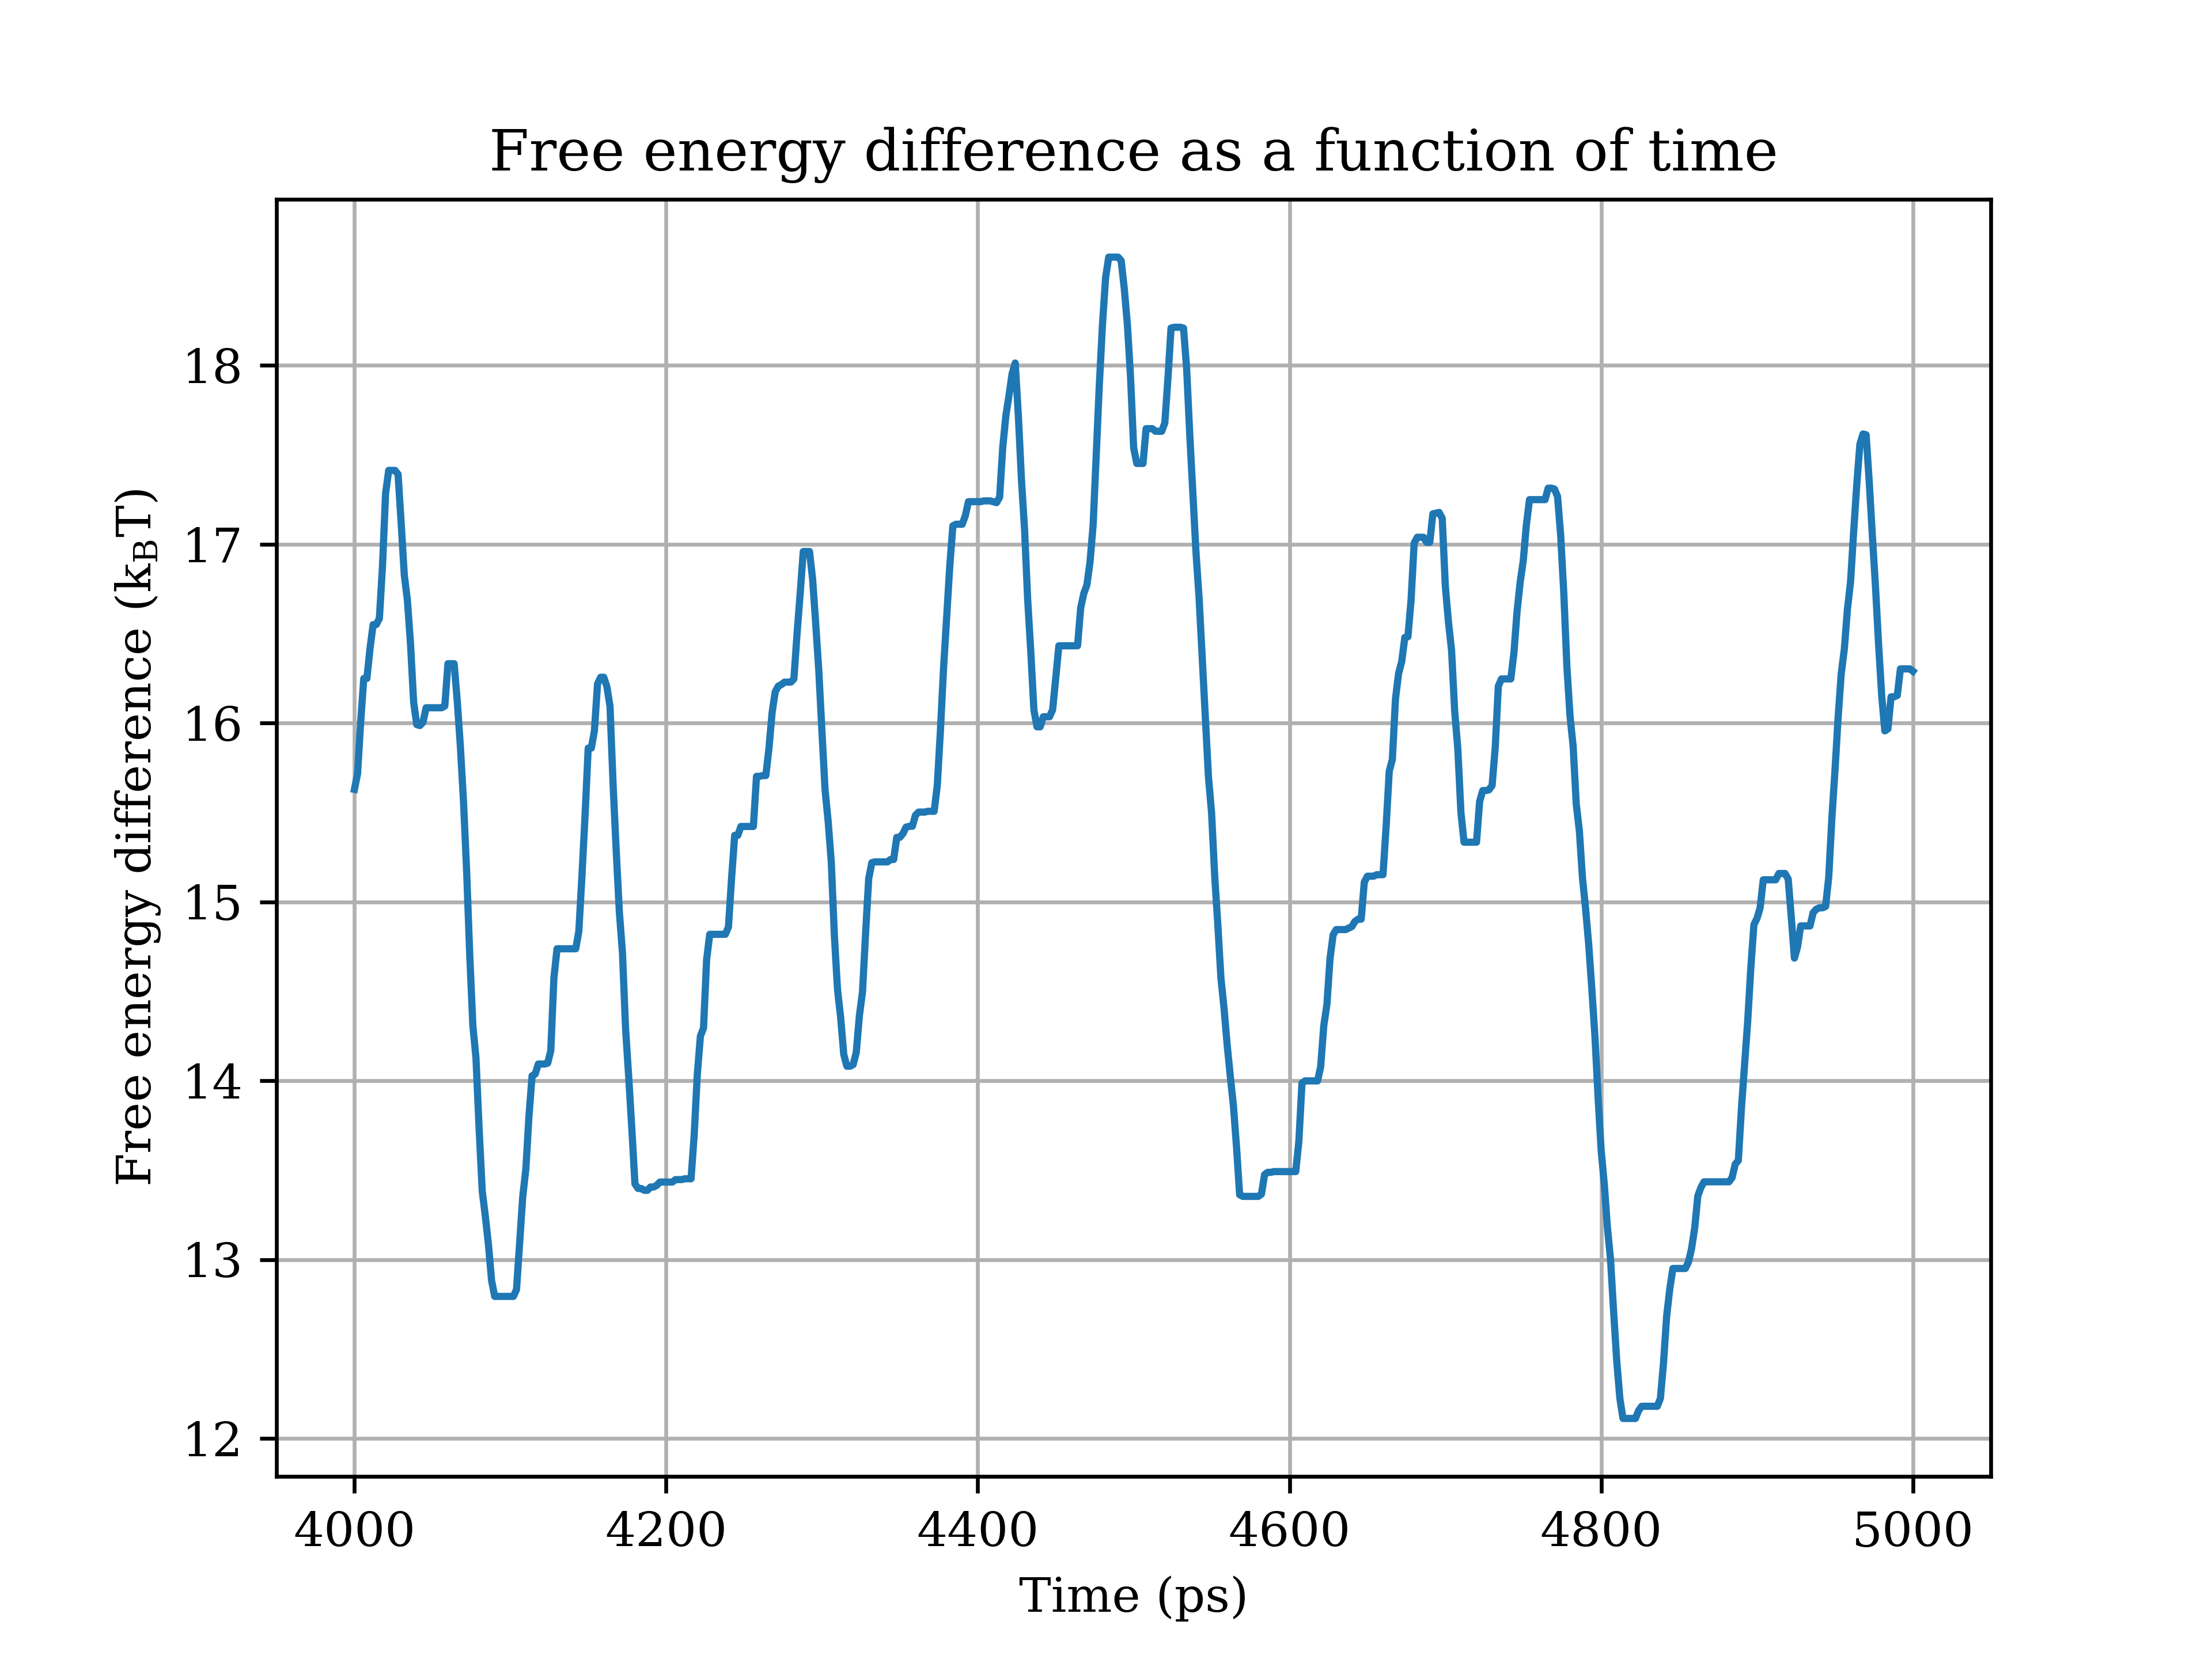 Free energy difference as a function of time
Free energy difference (kBT)
18
17
16
15
14
13
12
4000 4200 4400 4600 4800 5000
Time (ps)